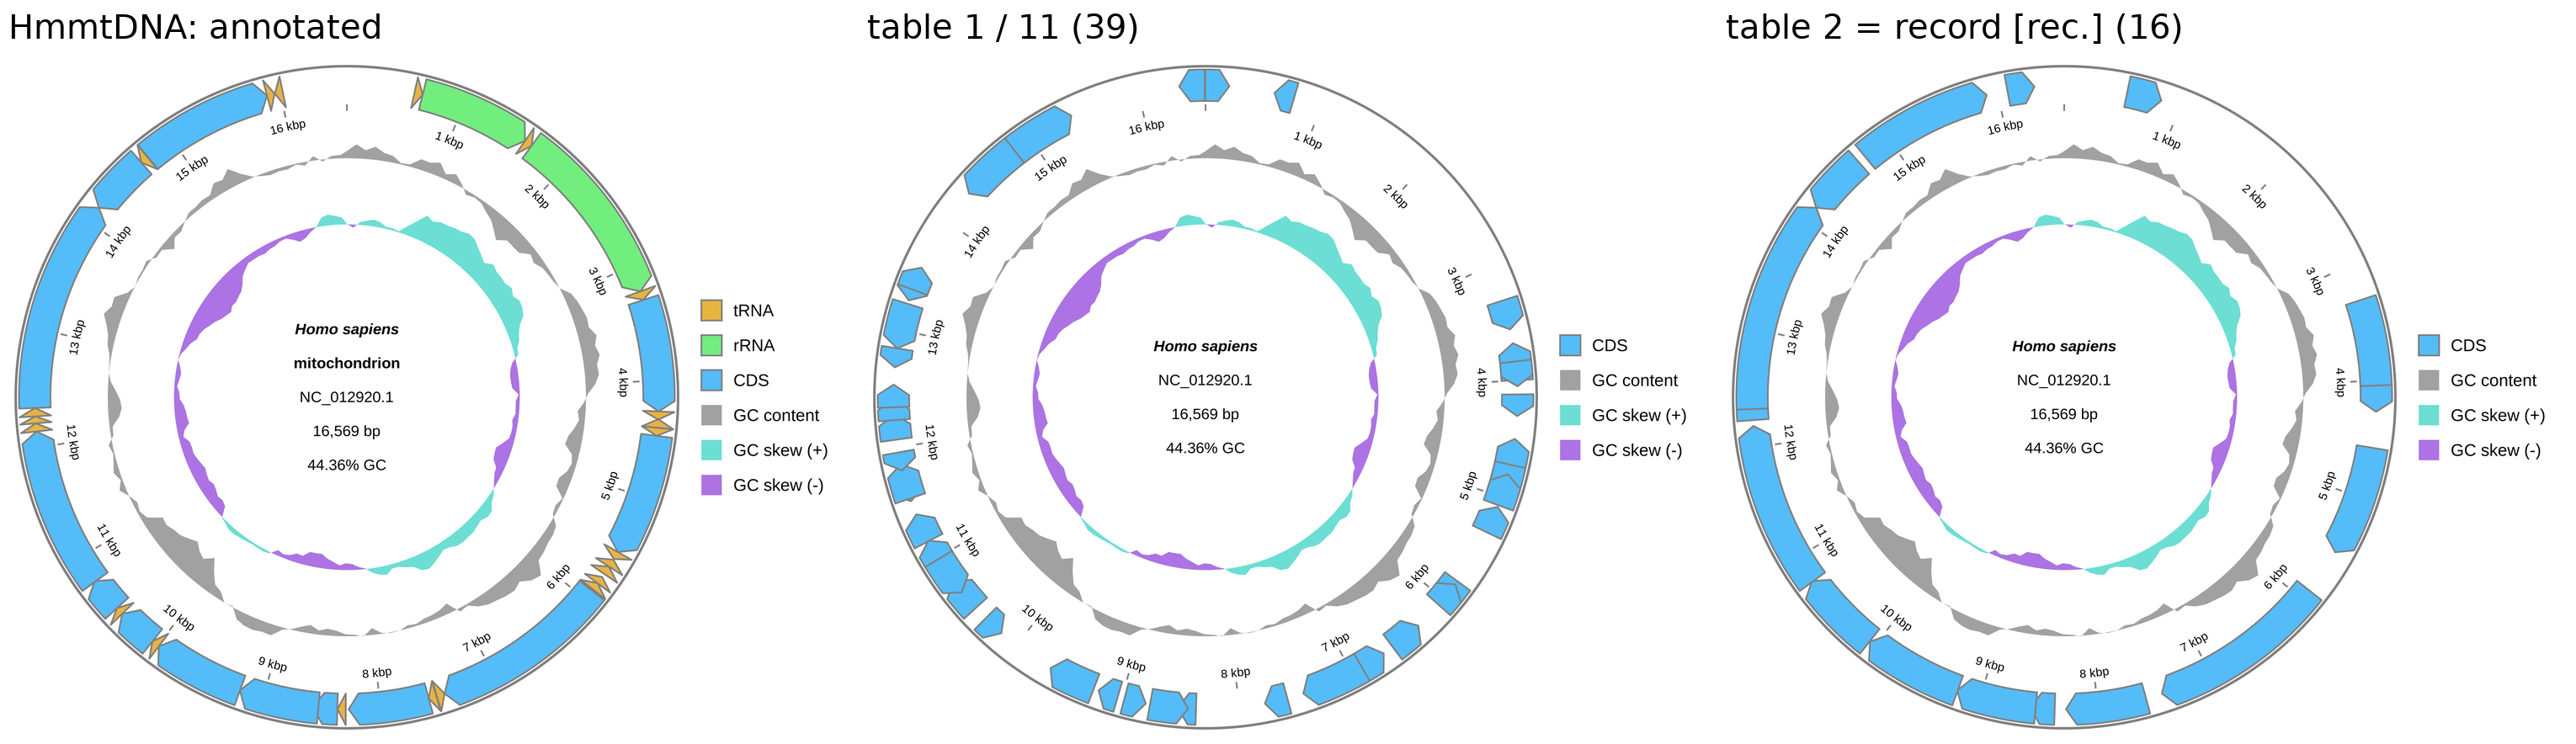 HmmtDNA: annotated
16 kbp
1 kbp
2 kbp
3 kbp
4 kbp
5 kbp
6 kbp
7 kbp
8 kbp
9 kbp
10 kbp
11 kbp
12 kbp
13 kbp
14 kbp
15 kbp
Homo sapiens
mitochondrion
NC_012920.1
16,569 bp
44.36% GC
tRNA
rRNA
CDS
GC content
GC skew (+)
GC skew (-)
table 1 / 11 (39)
16 kbp
1 kbp
2 kbp
3 kbp
4 kbp
5 kbp
6 kbp
7 kbp
8 kbp
9 kbp
10 kbp
11 kbp
12 kbp
13 kbp
14 kbp
15 kbp
Homo sapiens
NC_012920.1
16,569 bp
44.36% GC
CDS
GC content
GC skew (+)
GC skew (-)
table 2 = record [rec.] (16)
16 kbp
1 kbp
2 kbp
3 kbp
4 kbp
5 kbp
6 kbp
7 kbp
8 kbp
9 kbp
10 kbp
11 kbp
12 kbp
13 kbp
14 kbp
15 kbp
Homo sapiens
NC_012920.1
16,569 bp
44.36% GC
CDS
GC content
GC skew (+)
GC skew (-)